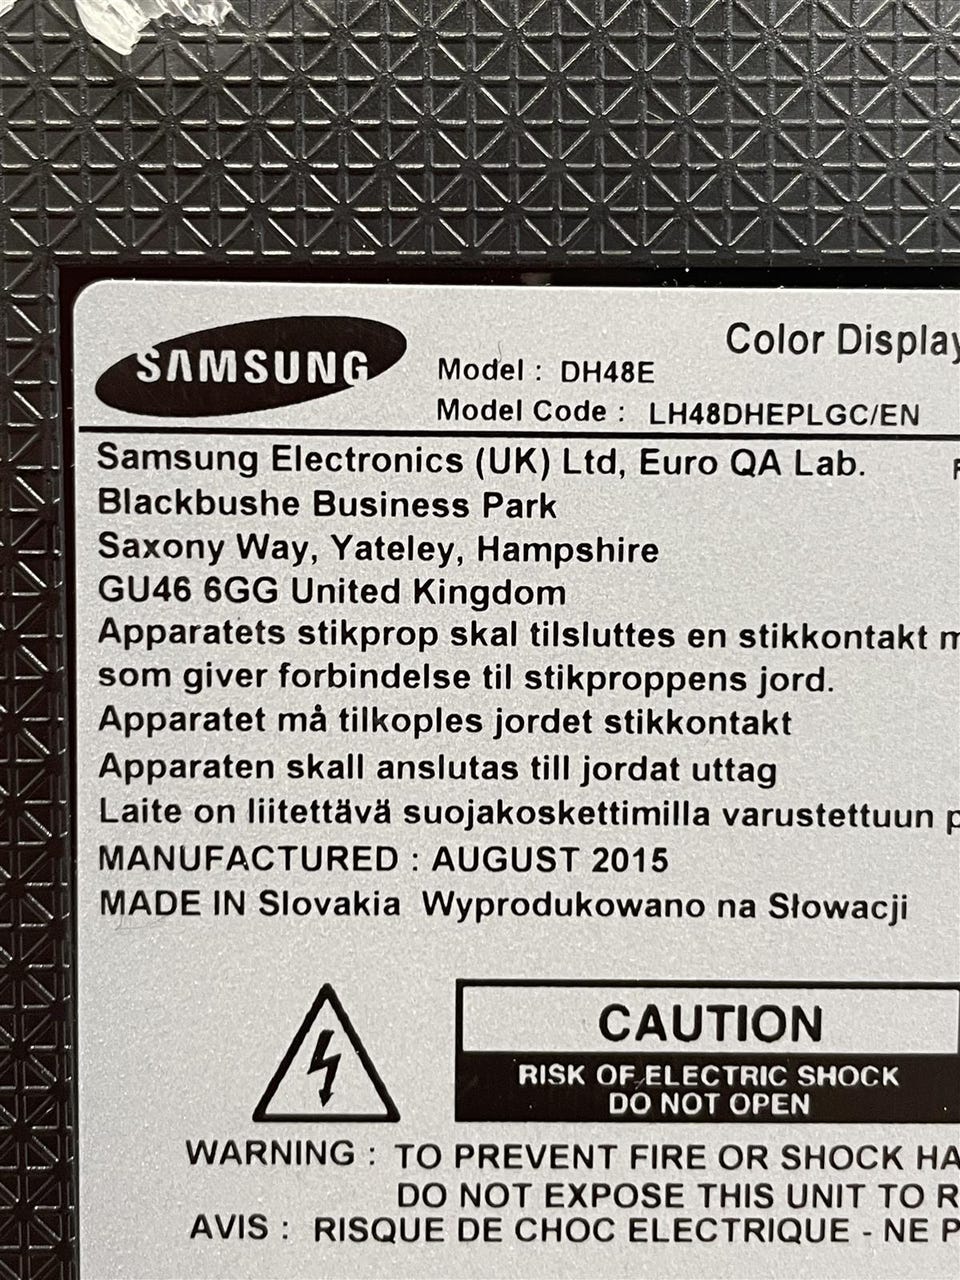 Color Display
SAMSUNG
Model : DH48E
Model Code : LH48DHEPLGC/EN
Samsung Electronics (UK) Ltd, Euro QA Lab.
Blackbushe Business Park
Saxony Way, Yateley, Hampshire
GU46 6GG United Kingdom
Apparatets stikprop skal tilsluttes en stikkontakt
som giver forbindelse til stikproppens jord.
Apparatet må tilkoples jordet stikkontakt
Apparaten skall anslutas till jordat uttag
Laite on liitettävä suojakoskettimilla varustettuun
MANUFACTURED : AUGUST 2015
MADE IN Slovakia Wyprodukowano na Słowacji
CAUTION
RISK OF ELECTRIC SHOCK
DO NOT OPEN
WARNING : TO PREVENT FIRE OR SHOCK HA
DO NOT EXPOSE THIS UNIT TO R
AVIS : RISQUE DE CHOC ELECTRIQUE - NE P